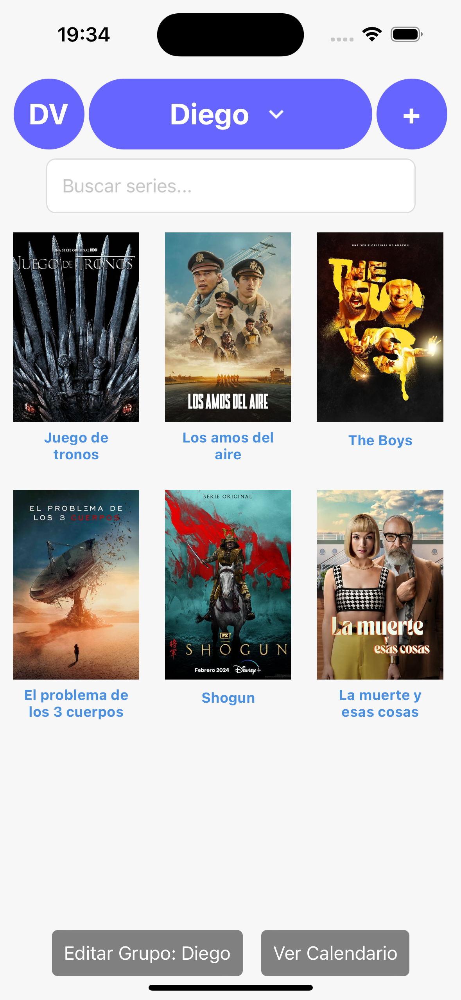 19:34
DV
Diego
+
Buscar series...
UNA SERIE ORIGINAL HBO
JUEGO DE TRONOS
LOS AMOS DEL AIRE
UNA SERIE ORIGINAL DE AMAZON
THE
BOYS
Juego de
tronos
Los amos del
aire
The Boys
EL PROBLEMA DE
LOS 3 CUERPOS
SERIE ORIGINAL
FX
将軍
SHŌGUN
Febrero 2024 Disney+
La muerte
y
esas cosas
El problema de
los 3 cuerpos
Shogun
La muerte y
esas cosas
Editar Grupo: Diego
Ver Calendario